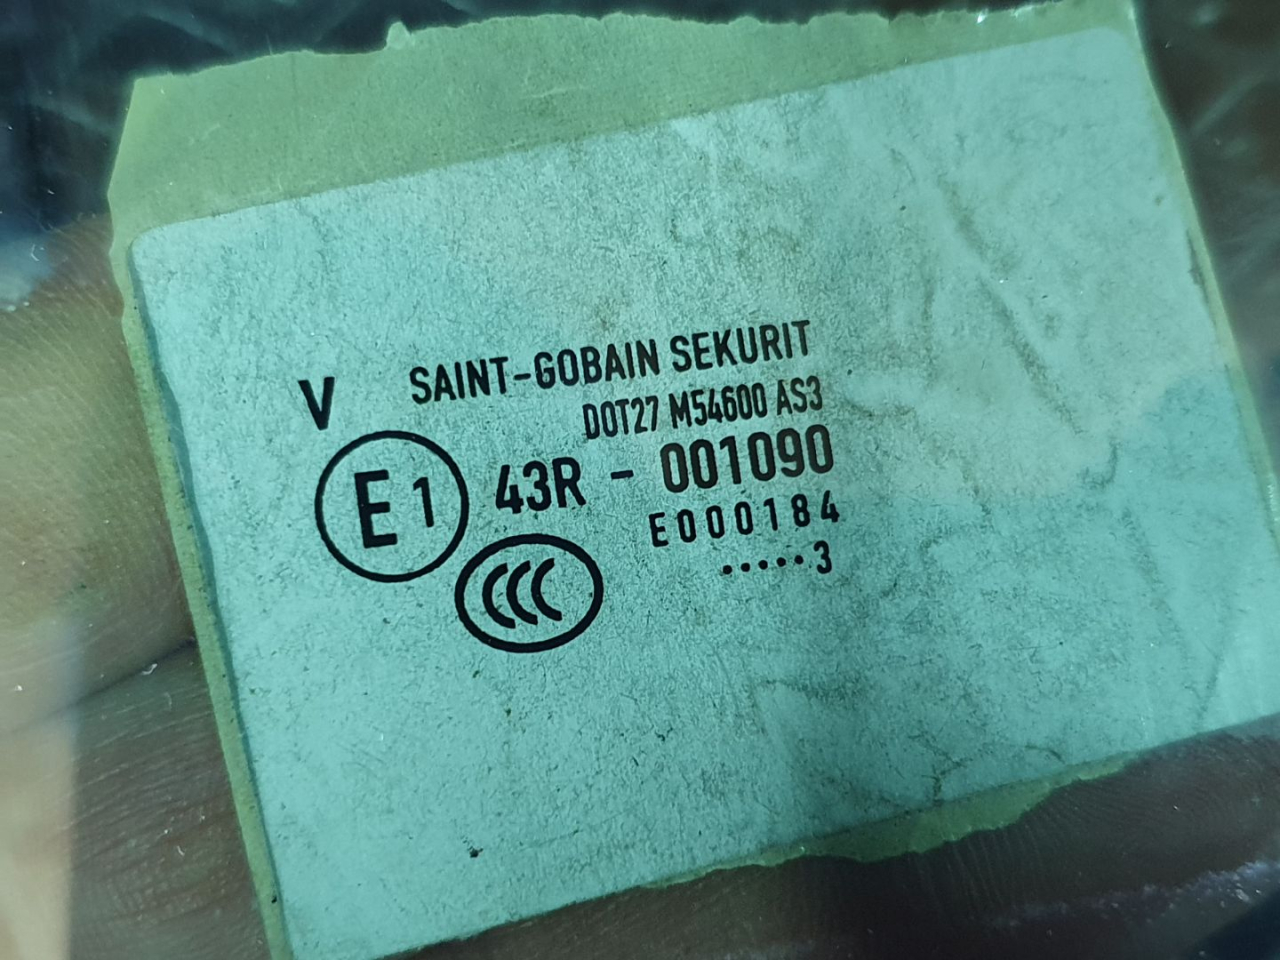 V SAINT-GOBAIN SEKURIT
DOT27 M54600 AS3
E1 43R - 001090
E000184
CCC
.....3